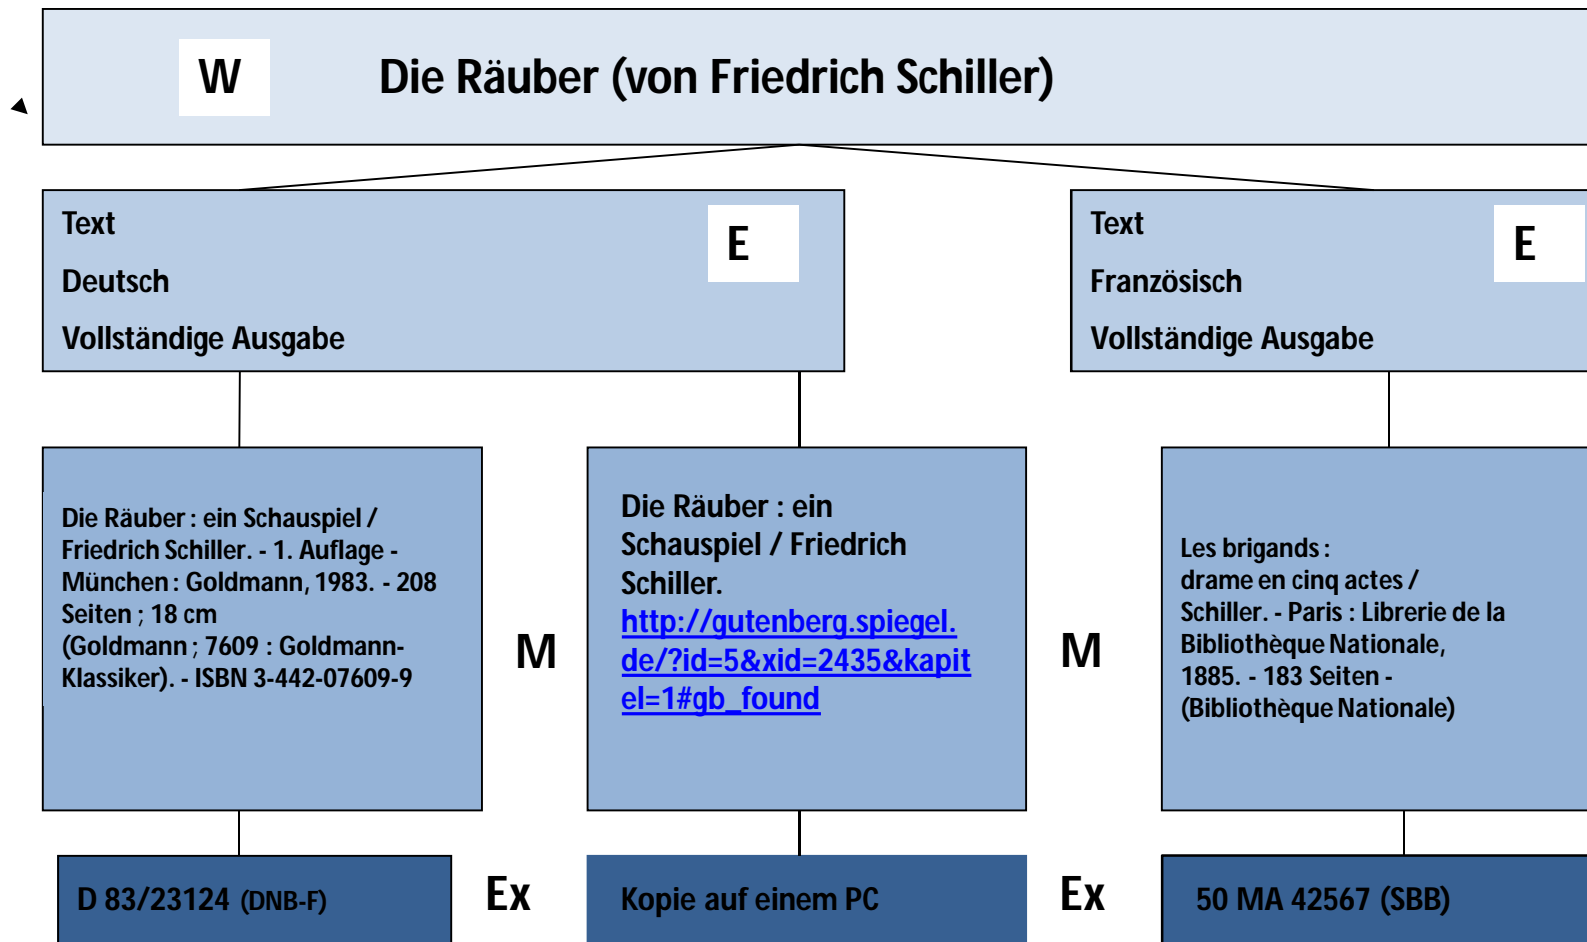 W
Die Räuber (von Friedrich Schiller)
Text
Deutsch
Vollständige Ausgabe
E
Text
Französisch
Vollständige Ausgabe
E
Die Räuber : ein Schauspiel /
Friedrich Schiller. - 1. Auflage -
München : Goldmann, 1983. - 208
Seiten ; 18 cm
(Goldmann ; 7609 : Goldmann-
Klassiker). - ISBN 3-442-07609-9
M
Die Räuber : ein
Schauspiel / Friedrich
Schiller.
http://gutenberg.spiegel.
de/?id=5&xid=2435&kapit
el=1#gb_found
M
Les brigands :
drame en cinq actes /
Schiller. - Paris : Librerie de la
Bibliothèque Nationale,
1885. - 183 Seiten -
(Bibliothèque Nationale)
D 83/23124 (DNB-F)
Ex
Kopie auf einem PC
Ex
50 MA 42567 (SBB)